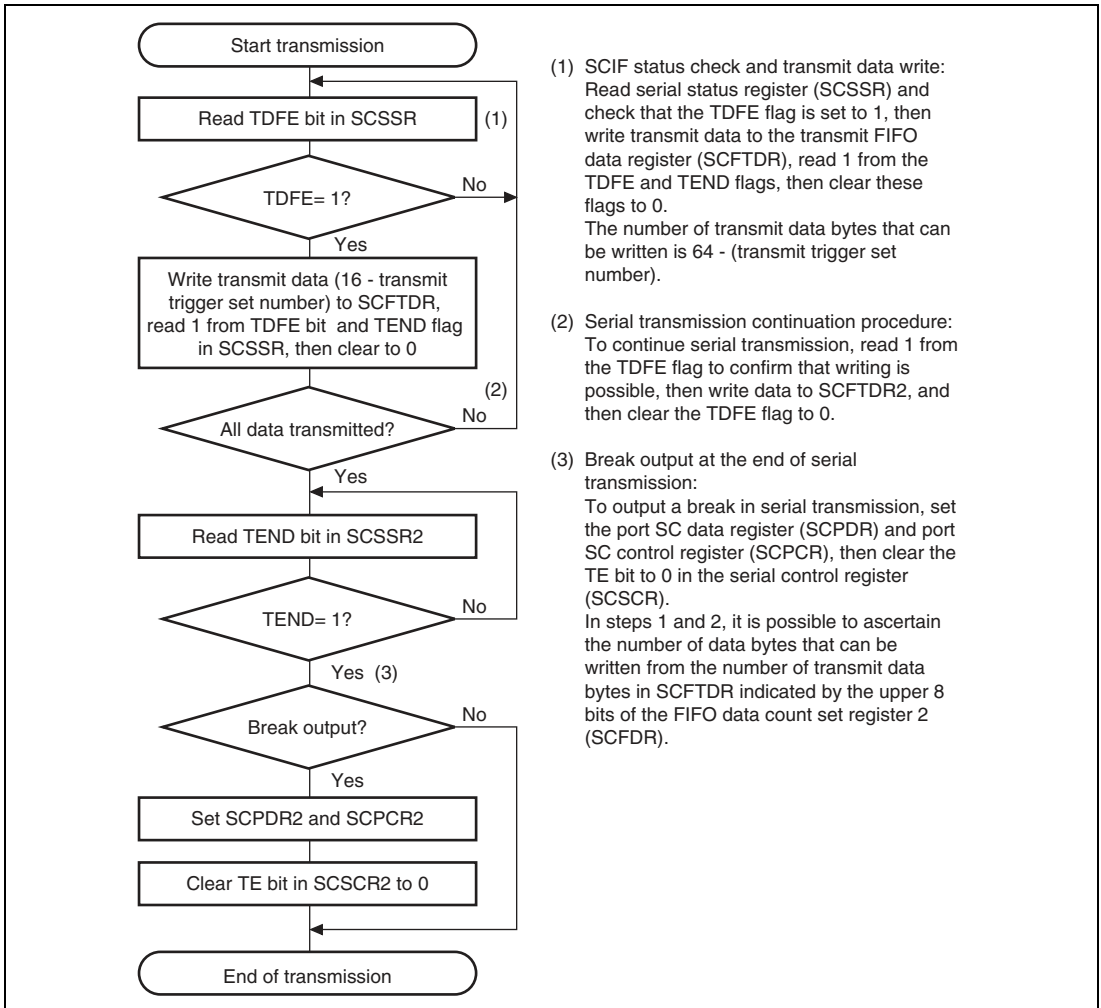 Start transmission
Read TDFE bit in SCSSR
(1)
TDFE= 1?
No
Yes
Write transmit data (16 - transmit
trigger set number) to SCFTDR,
read 1 from TDFE bit  and TEND flag
in SCSSR, then clear to 0
(2)
All data transmitted?
No
Yes
Read TEND bit in SCSSR2
TEND= 1?
No
Yes
(3)
Break output?
No
Yes
Set SCPDR2 and SCPCR2
Clear TE bit in SCSCR2 to 0
End of transmission
(1) SCIF status check and transmit data write:
Read serial status register (SCSSR) and
check that the TDFE flag is set to 1, then
write transmit data to the transmit FIFO
data register (SCFTDR), read 1 from the
TDFE and TEND flags, then clear these
flags to 0.
The number of transmit data bytes that can
be written is 64 - (transmit trigger set
number).
(2) Serial transmission continuation procedure:
To continue serial transmission, read 1 from
the TDFE flag to confirm that writing is
possible, then write data to SCFTDR2, and
then clear the TDFE flag to 0.
(3) Break output at the end of serial
transmission:
To output a break in serial transmission, set
the port SC data register (SCPDR) and port
SC control register (SCPCR), then clear the
TE bit to 0 in the serial control register
(SCSCR).
In steps 1 and 2, it is possible to ascertain
the number of data bytes that can be
written from the number of transmit data
bytes in SCFTDR indicated by the upper 8
bits of the FIFO data count set register 2
(SCFDR).